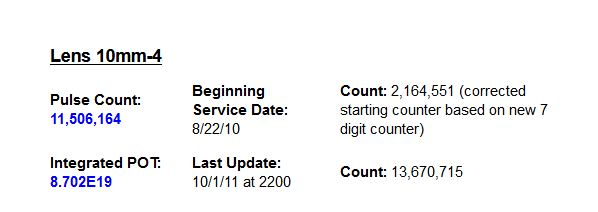 Lens 10mm-4
Pulse Count:
11,506,164
Beginning
Service Date:
8/22/10
Count: 2,164,551 (corrected
starting counter based on new 7
digit counter)
Integrated POT:
8.702E19
Last Update:
10/1/11 at 2200
Count: 13,670,715